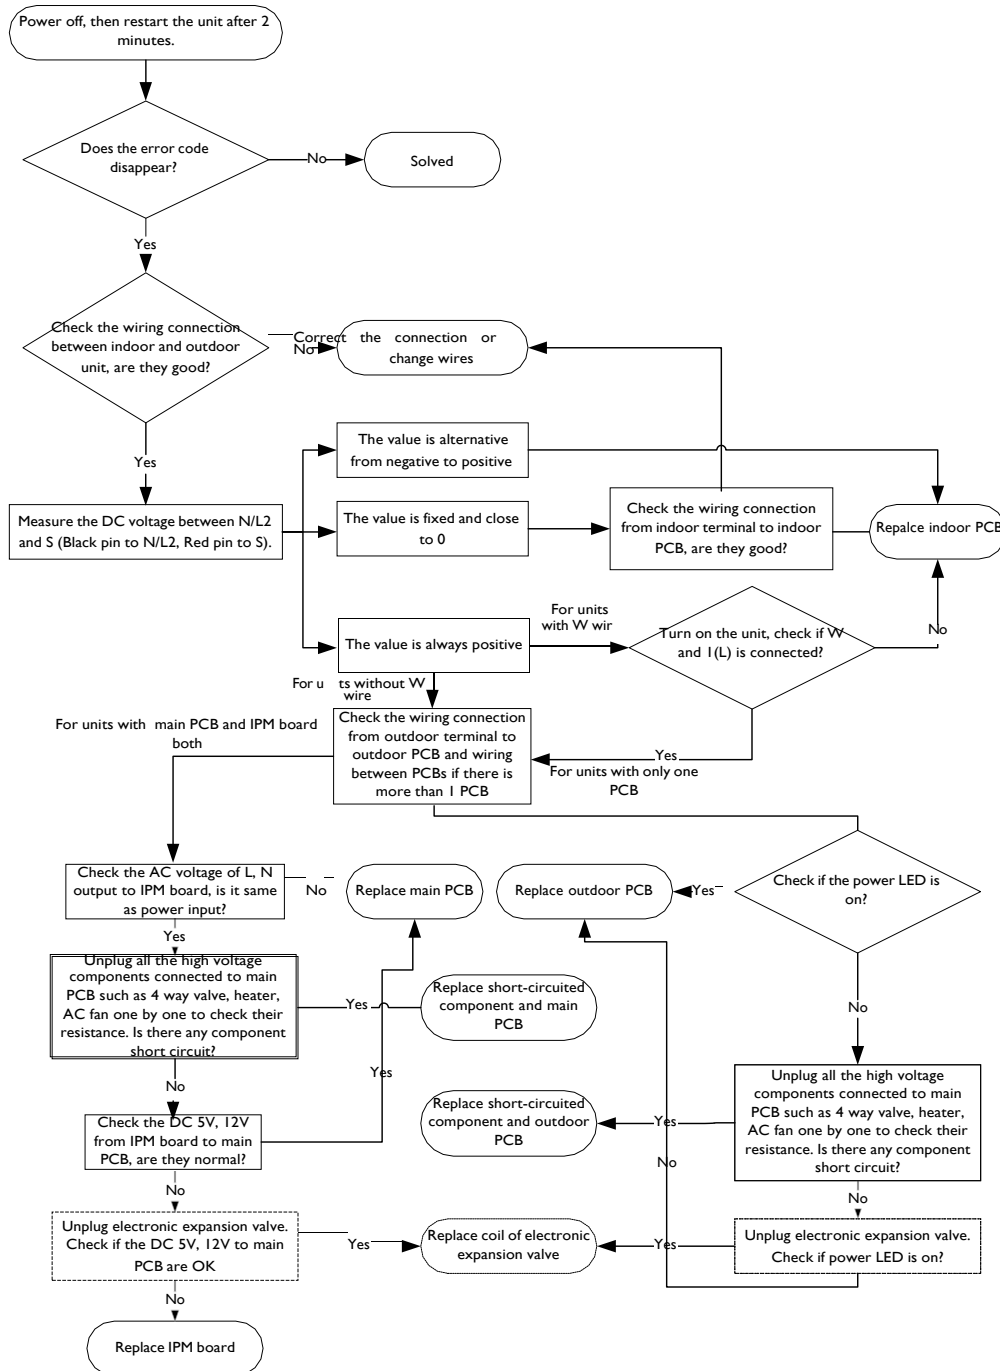 Power off, then restart the unit after 2
minutes.
Does the error code
disappear?
No
Solved
Yes
Check the wiring connection
between indoor and outdoor
unit, are they good?
No
Correct the connection or
change wires
Yes
The value is alternative
from negative to positive
Measure the DC voltage between N/L2
and S (Black pin to N/L2, Red pin to S).
The value is fixed and close
to 0
Check the wiring connection
from indoor terminal to indoor
PCB, are they good?
Repalce indoor PCB
The value is always positive
For units
with W wir
Turn on the unit, check if W
and 1(L) is connected?
No
For u ts without W
wire
For units with main PCB and IPM board
both
Check the wiring connection
from outdoor terminal to
outdoor PCB and wiring
between PCBs if there is
more than 1 PCB
Yes
For units with only one
PCB
Check the AC voltage of L, N
output to IPM board, is it same
as power input?
No
Replace main PCB
Replace outdoor PCB
Yes
Check if the power LED is
on?
Yes
Unplug all the high voltage
components connected to main
PCB such as 4 way valve, heater,
AC fan one by one to check their
resistance. Is there any component
short circuit?
Yes
Replace short-circuited
component and main
PCB
No
No
Yes
Check the DC 5V, 12V
from IPM board to main
PCB, are they normal?
Replace short-circuited
component and outdoor
PCB
Yes
Unplug all the high voltage
components connected to main
PCB such as 4 way valve, heater,
AC fan one by one to check their
resistance. Is there any component
short circuit?
No
No
No
Unplug electronic expansion valve.
Check if the DC 5V, 12V to main
PCB are OK
Yes
Replace coil of electronic
expansion valve
Yes
Unplug electronic expansion valve.
Check if power LED is on?
No
Replace IPM board